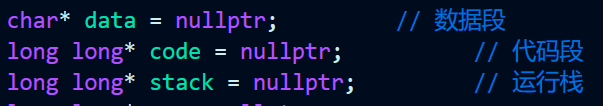 char* data = nullptr;            // 数据段
long long* code = nullptr;            // 代码段
long long* stack = nullptr;           // 运行栈